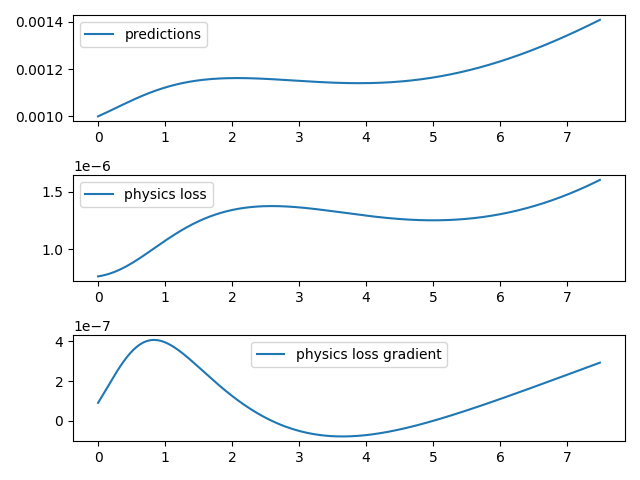 0.0014
predictions
0.0012
0.0010
0 1 2 3 4 5 6 7
1e−6
physics loss
1.5
1.0
0 1 2 3 4 5 6 7
1e−7
physics loss gradient
4
2
0
0 1 2 3 4 5 6 7